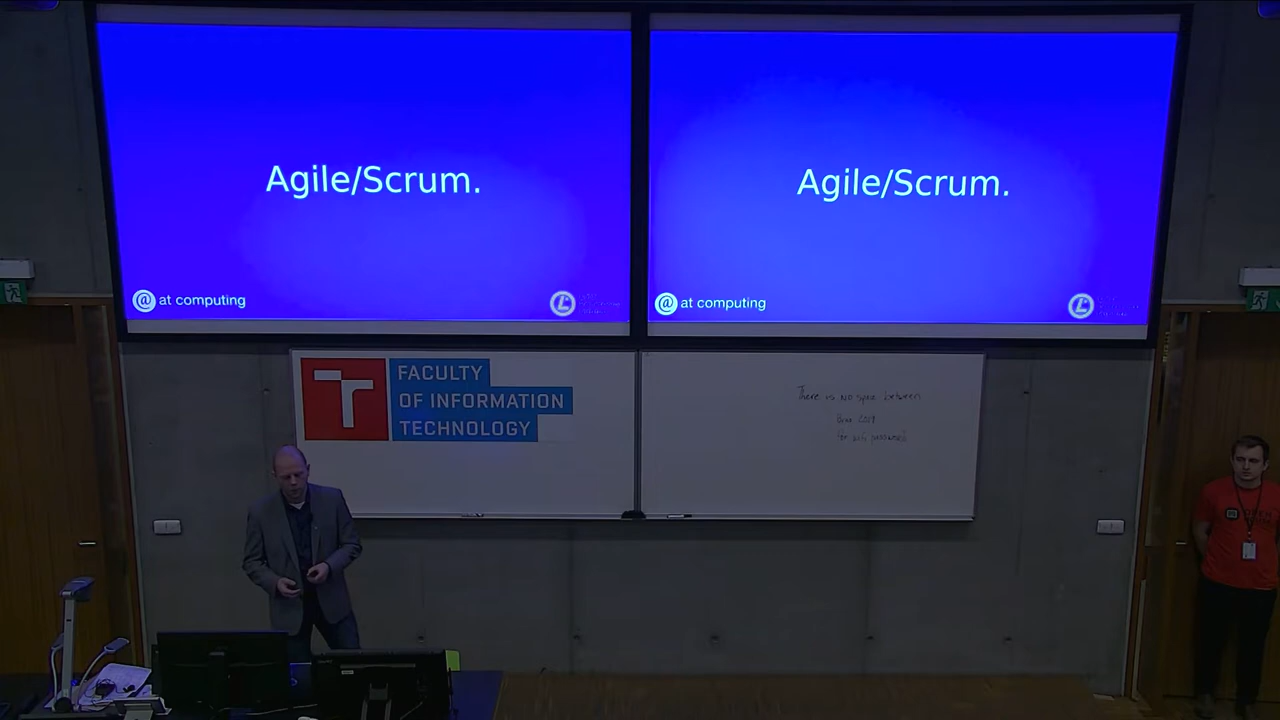 Agile/Scrum.
@ at computing
Agile/Scrum.
@ at computing
FACULTY
OF INFORMATION
TECHNOLOGY
There is No space between